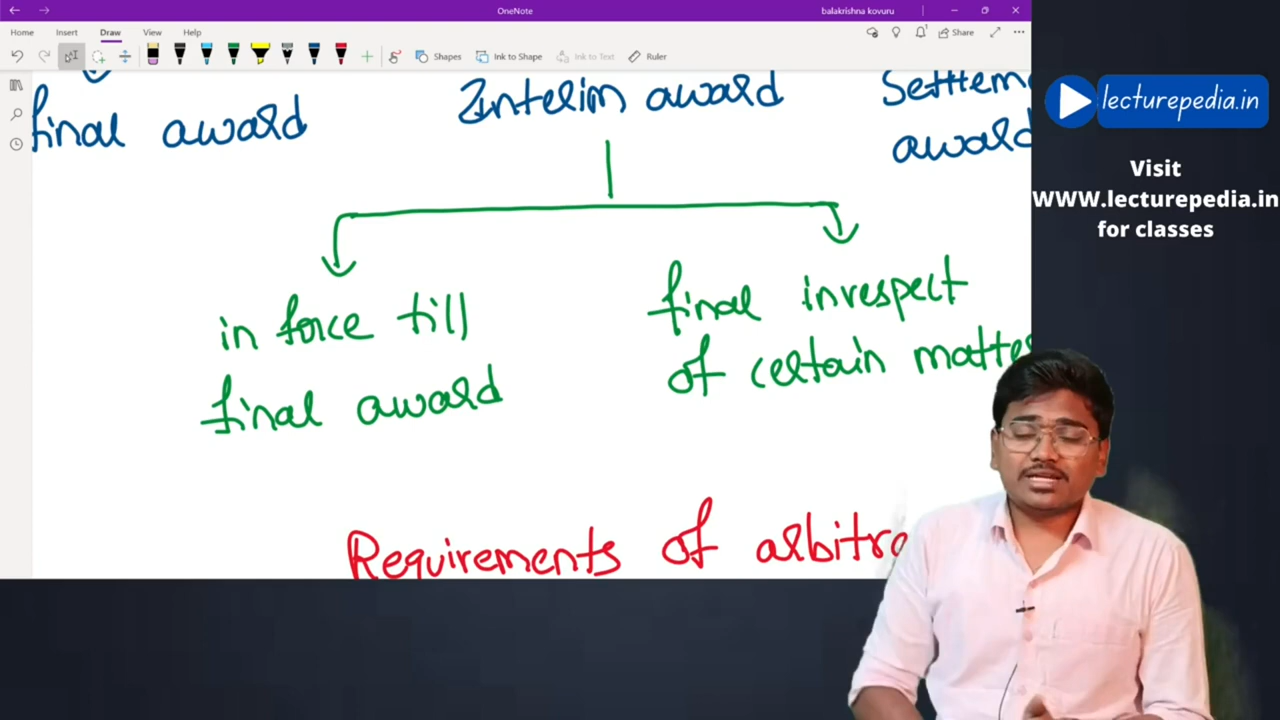 OneNote
balakrishna kovuru
Home Insert Draw View Help
Share
Shapes Ink to Shape Ink to Text Ruler
final award
Interim award
Settlem
award
in force till
final award
final inrespect
of certain matte
Requirements of arbitra
lecturepedia.in
Visit
WWW.lecturepedia.in
for classes